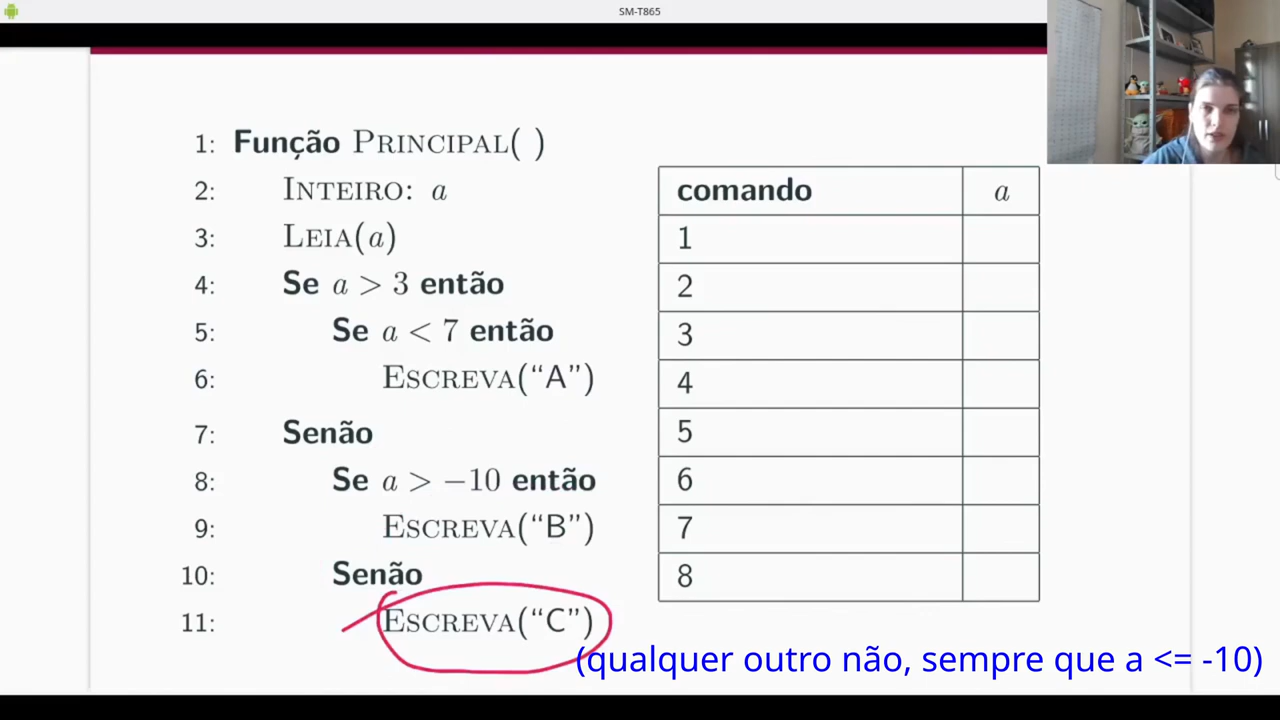 SM-T865
1: Função PRINCIPAL( )
2: INTEIRO: a
3: LEIA(a)
4: Se a > 3 então
5: Se a < 7 então
6: ESCREVA(“A”)
7: Senão
8: Se a > −10 então
9: ESCREVA(“B”)
10: Senão
11: ESCREVA(“C”)
comando a
1
2
3
4
5
6
7
8
(qualquer outro não, sempre que a <= -10)